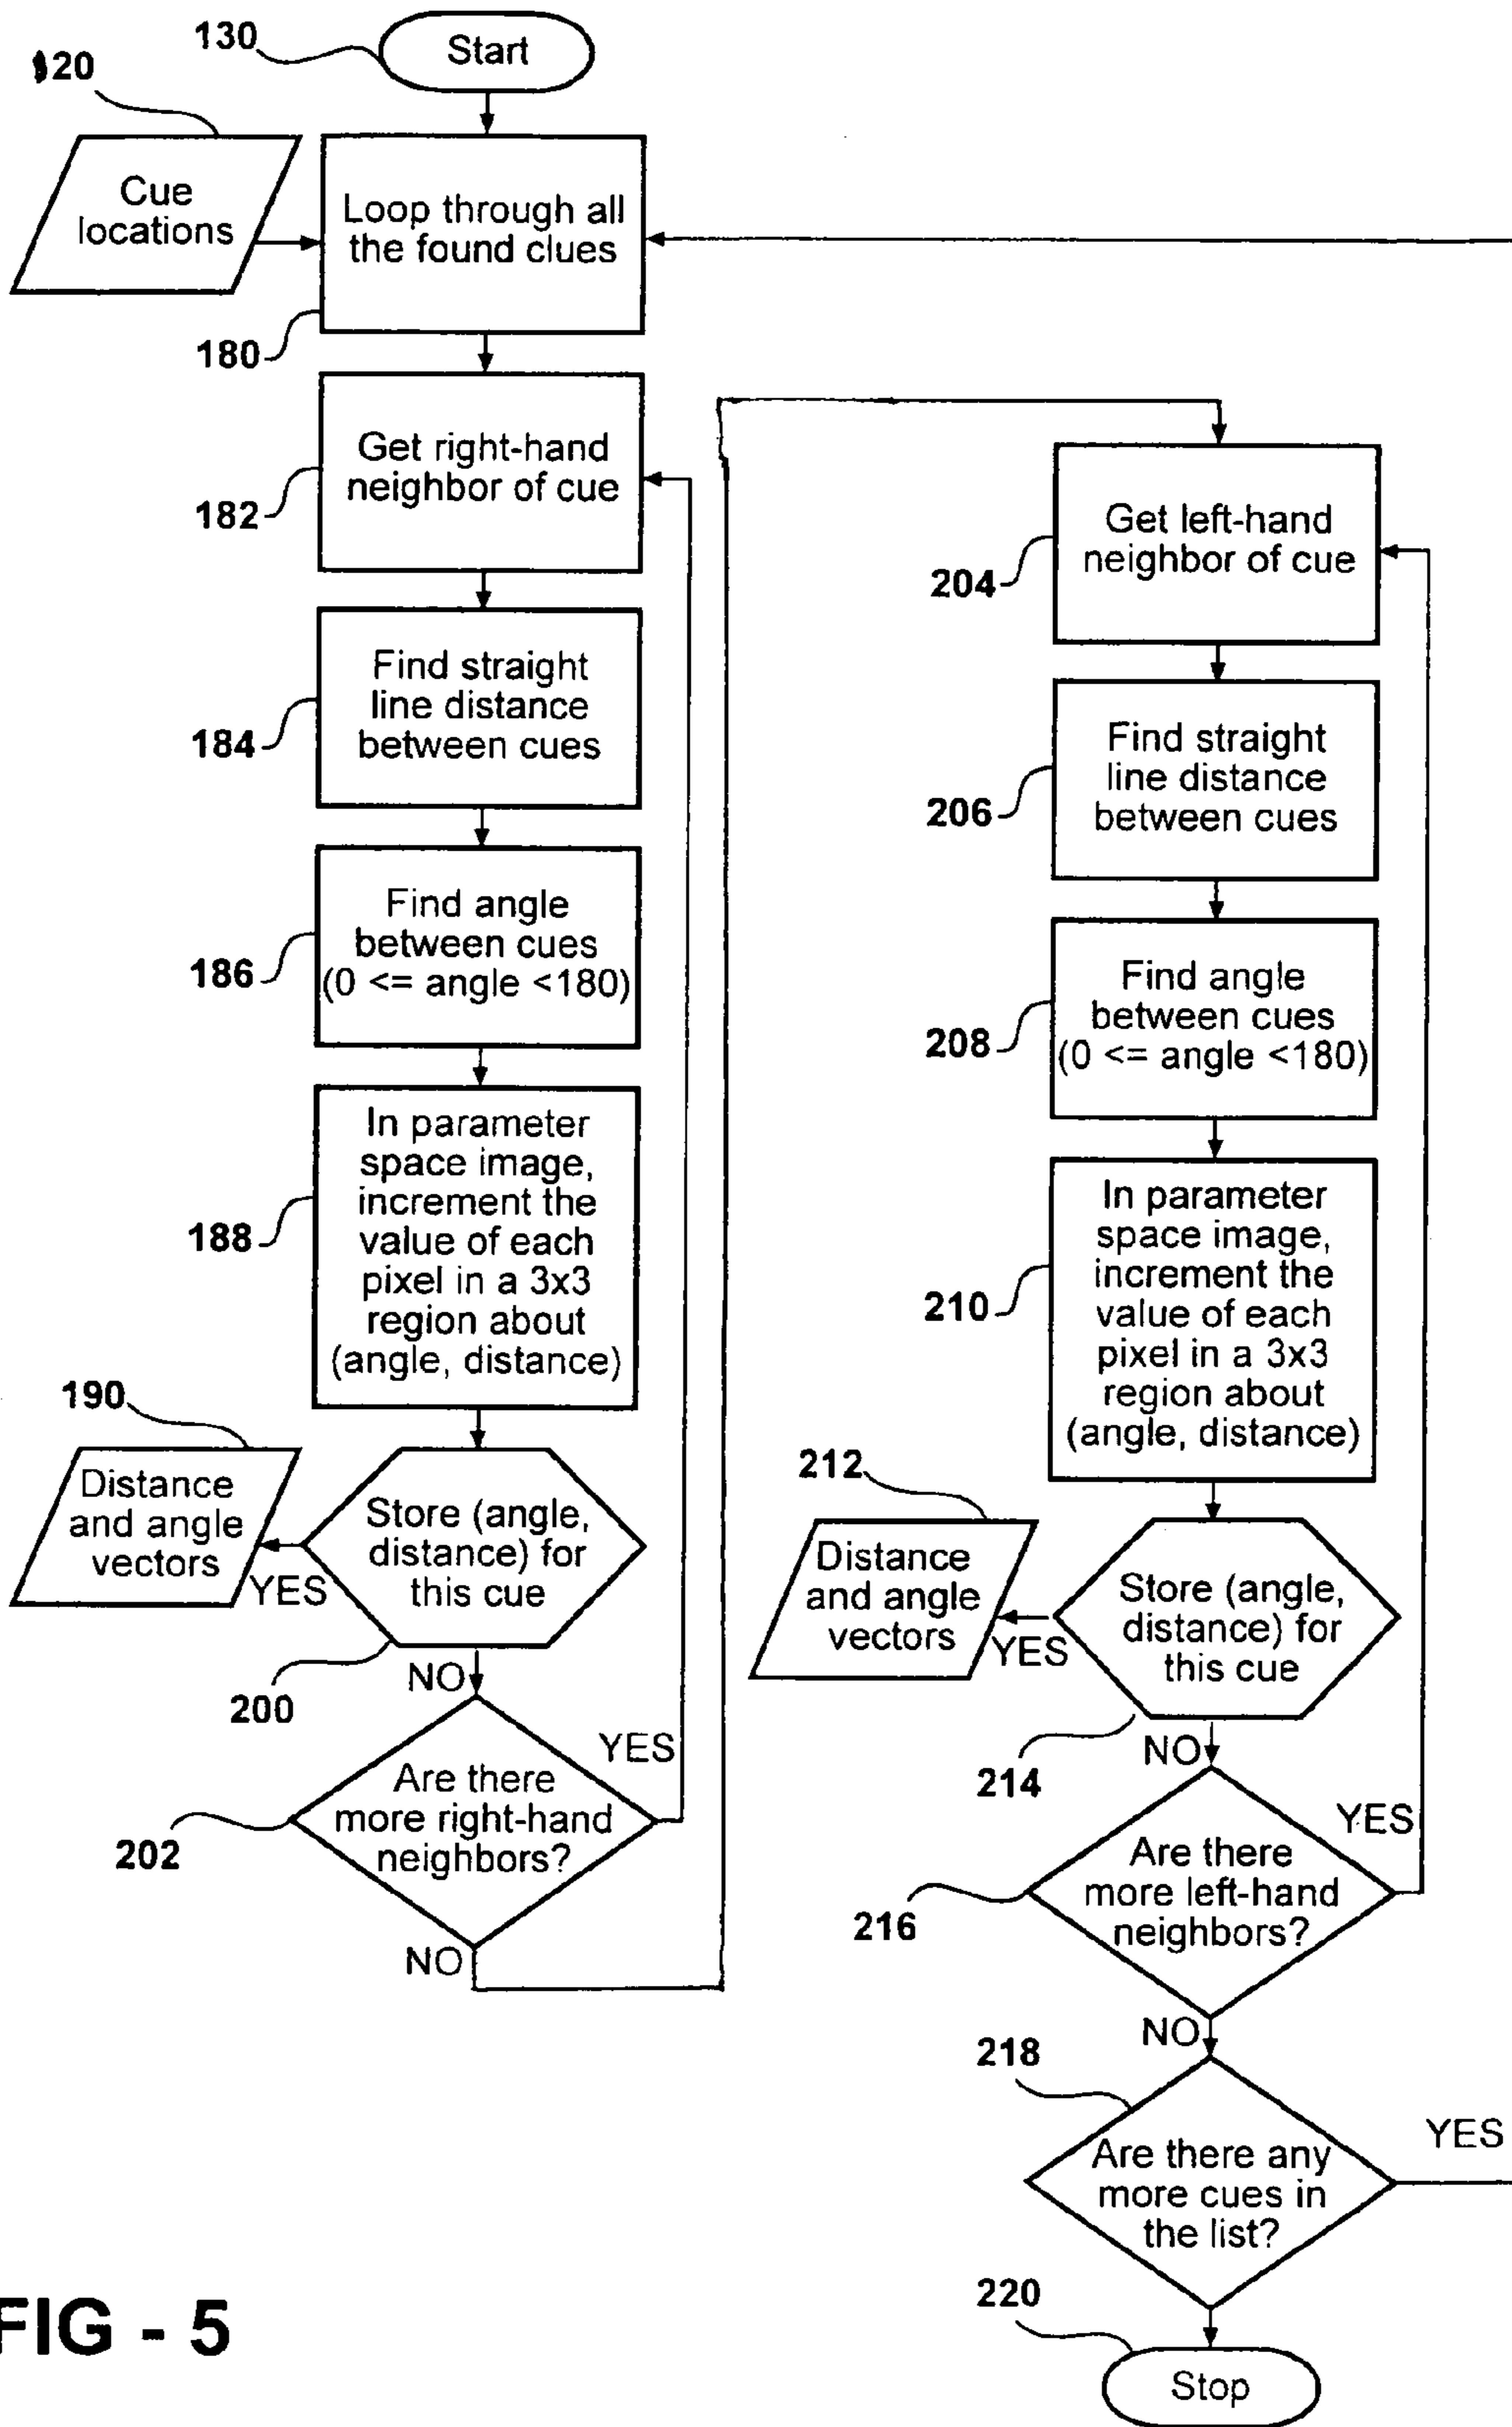 130
Start
120
Cue
locations
Loop through all
the found clues
180
Get right-hand
neighbor of cue
182
Find straight
line distance
between cues
184
Find angle
between cues
(0 <= angle <180)
186
In parameter
space image,
increment the
value of each
pixel in a 3x3
region about
(angle, distance)
188
190
Distance
and angle
vectors
YES
Store (angle,
distance) for
this cue
200
NO
YES
Are there
more right-hand
neighbors?
202
NO
Get left-hand
neighbor of cue
204
Find straight
line distance
between cues
206
Find angle
between cues
(0 <= angle <180)
208
In parameter
space image,
increment the
value of each
pixel in a 3x3
region about
(angle, distance)
210
212
Distance
and angle
vectors
YES
Store (angle,
distance) for
this cue
214
NO
YES
Are there
more left-hand
neighbors?
216
NO
218
YES
Are there any
more cues in
the list?
220
Stop
FIG - 5